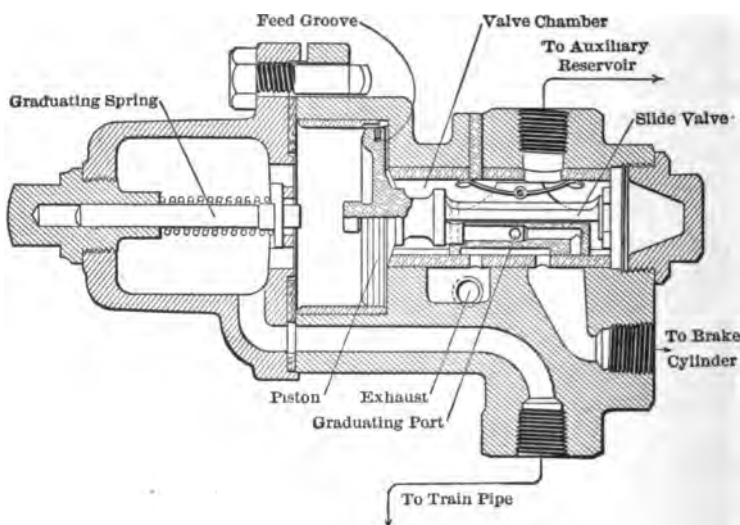 Feed Groove
Valve Chamber
To Auxiliary
Reservoir
Graduating Spring
Slide Valve
To Brake
Cylinder
Piston
Exhaust
Graduating Port
To Train Pipe